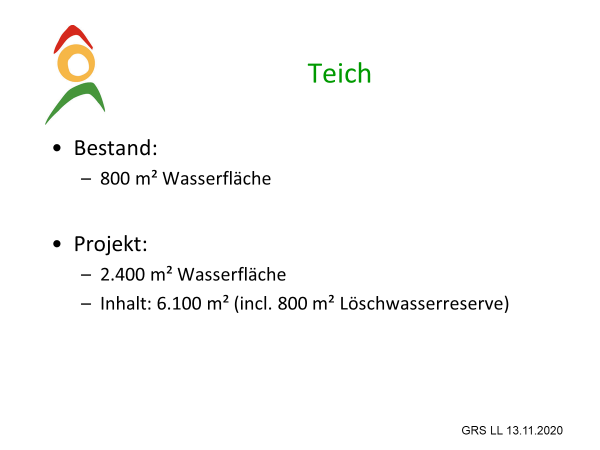 Teich
• Bestand:
– 800 m² Wasserfläche
• Projekt:
– 2.400 m² Wasserfläche
– Inhalt: 6.100 m² (incl. 800 m² Löschwasserreserve)
GRS LL 13.11.2020